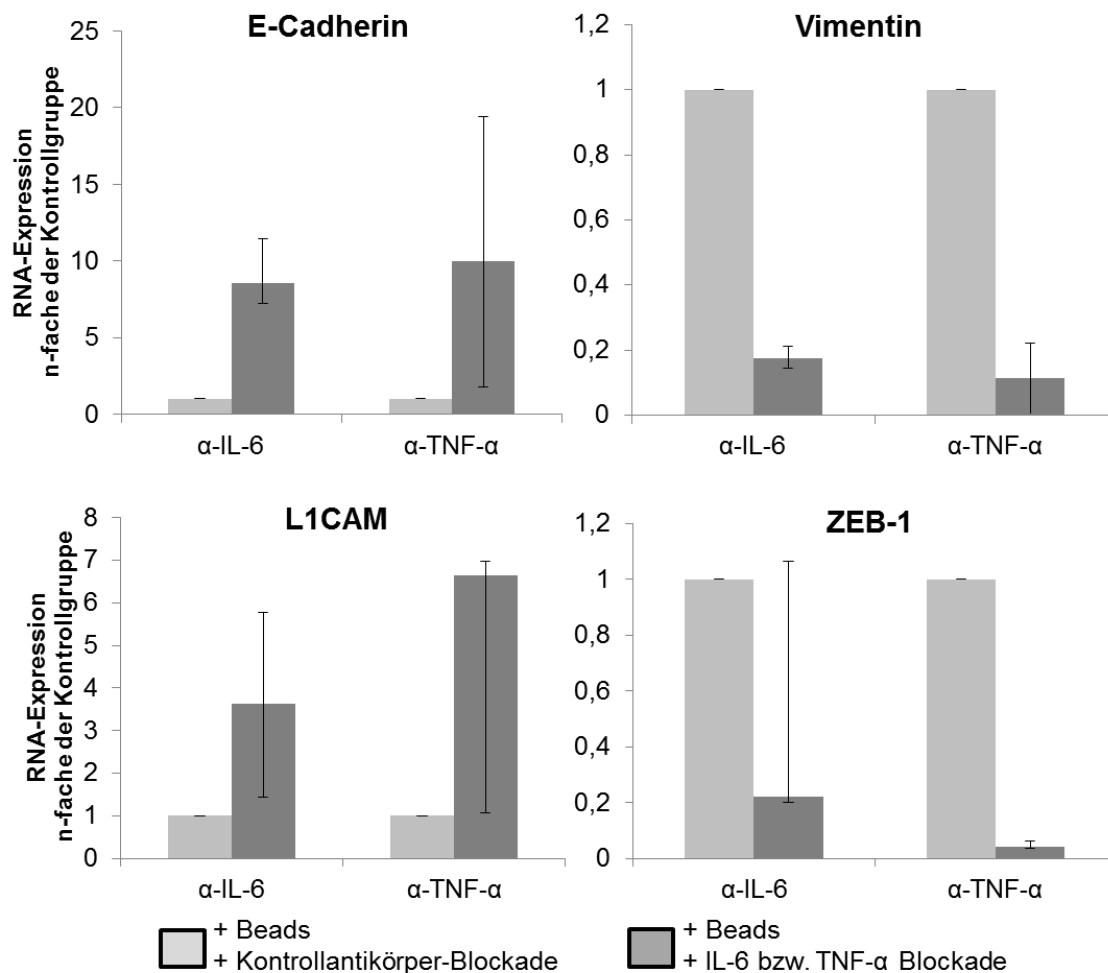 E-Cadherin
25
20
15
10
5
0
RNA-Expression
n-fache der Kontrollgruppe
α-IL-6
α-TNF-α
Vimentin
1,2
1
0,8
0,6
0,4
0,2
0
α-IL-6
α-TNF-α
L1CAM
8
7
6
5
4
3
2
1
0
RNA-Expression
n-fache der Kontrollgruppe
α-IL-6
α-TNF-α
ZEB-1
1,2
1
0,8
0,6
0,4
0,2
0
α-IL-6
α-TNF-α
+ Beads
+ Kontrollantikörper-Blockade
+ Beads
+ IL-6 bzw. TNF-α Blockade